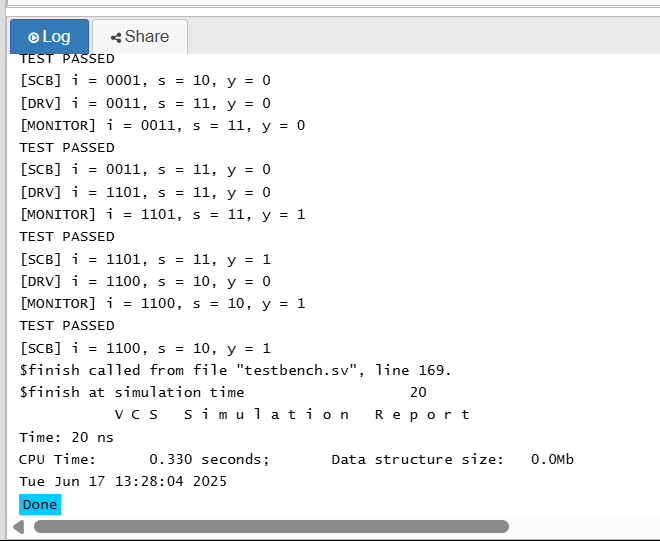 Log Share
TEST PASSED
[SCB] i = 0001, s = 10, y = 0
[DRV] i = 0011, s = 11, y = 0
[MONITOR] i = 0011, s = 11, y = 0
TEST PASSED
[SCB] i = 0011, s = 11, y = 0
[DRV] i = 1101, s = 11, y = 0
[MONITOR] i = 1101, s = 11, y = 1
TEST PASSED
[SCB] i = 1101, s = 11, y = 1
[DRV] i = 1100, s = 10, y = 0
[MONITOR] i = 1100, s = 10, y = 1
TEST PASSED
[SCB] i = 1100, s = 10, y = 1
$finish called from file "testbench.sv", line 169.
$finish at simulation time 20
V C S S i m u l a t i o n R e p o r t
Time: 20 ns
CPU Time: 0.330 seconds; Data structure size: 0.0Mb
Tue Jun 17 13:28:04 2025
Done